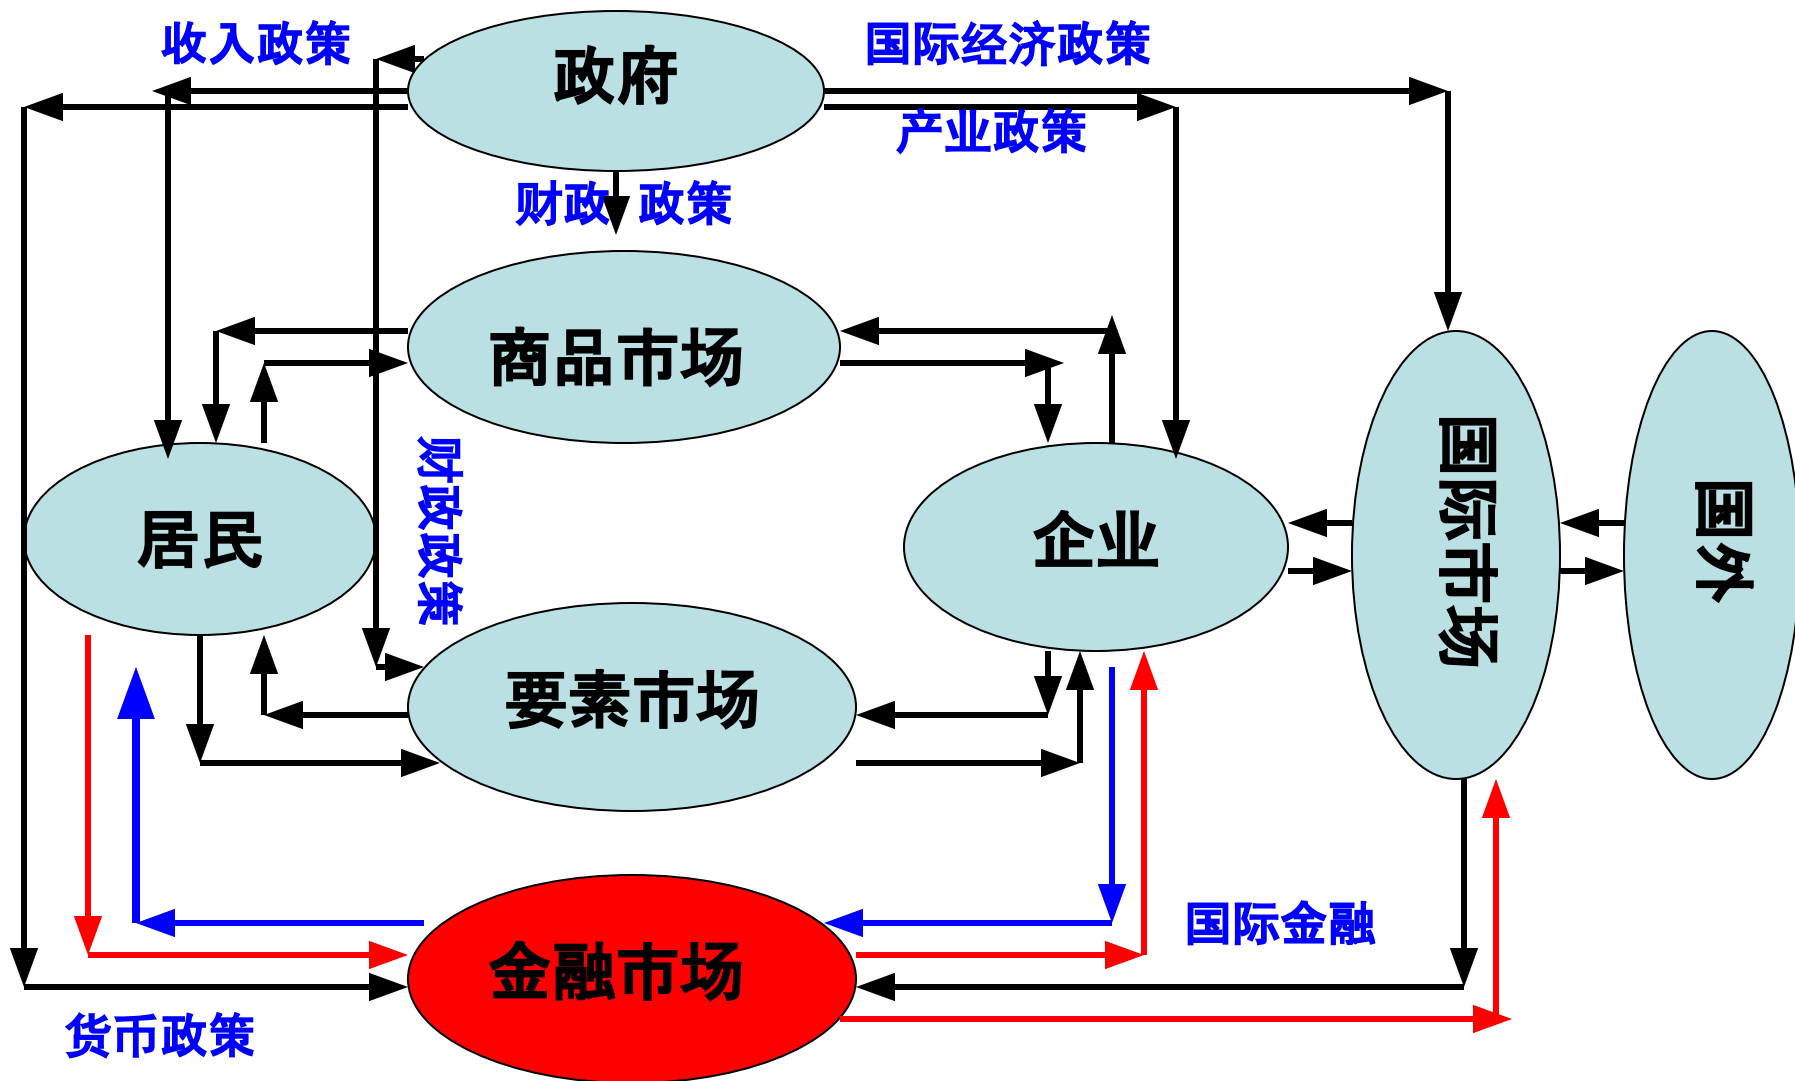 收入政策
政府
国际经济政策
产业政策
财政 政策
商品市场
财政政策
居民
企业
国际市场
国外
要素市场
金融市场
国际金融
货币政策